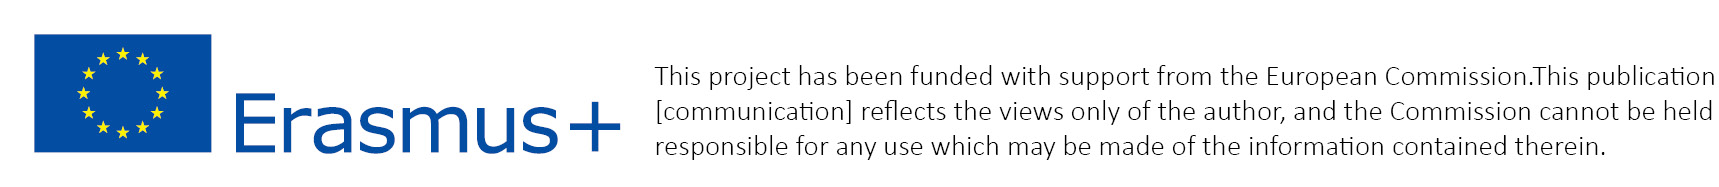 Erasmus+
This project has been funded with support from the European Commission.This publication
[communication] reflects the views only of the author, and the Commission cannot be held
responsible for any use which may be made of the information contained therein.